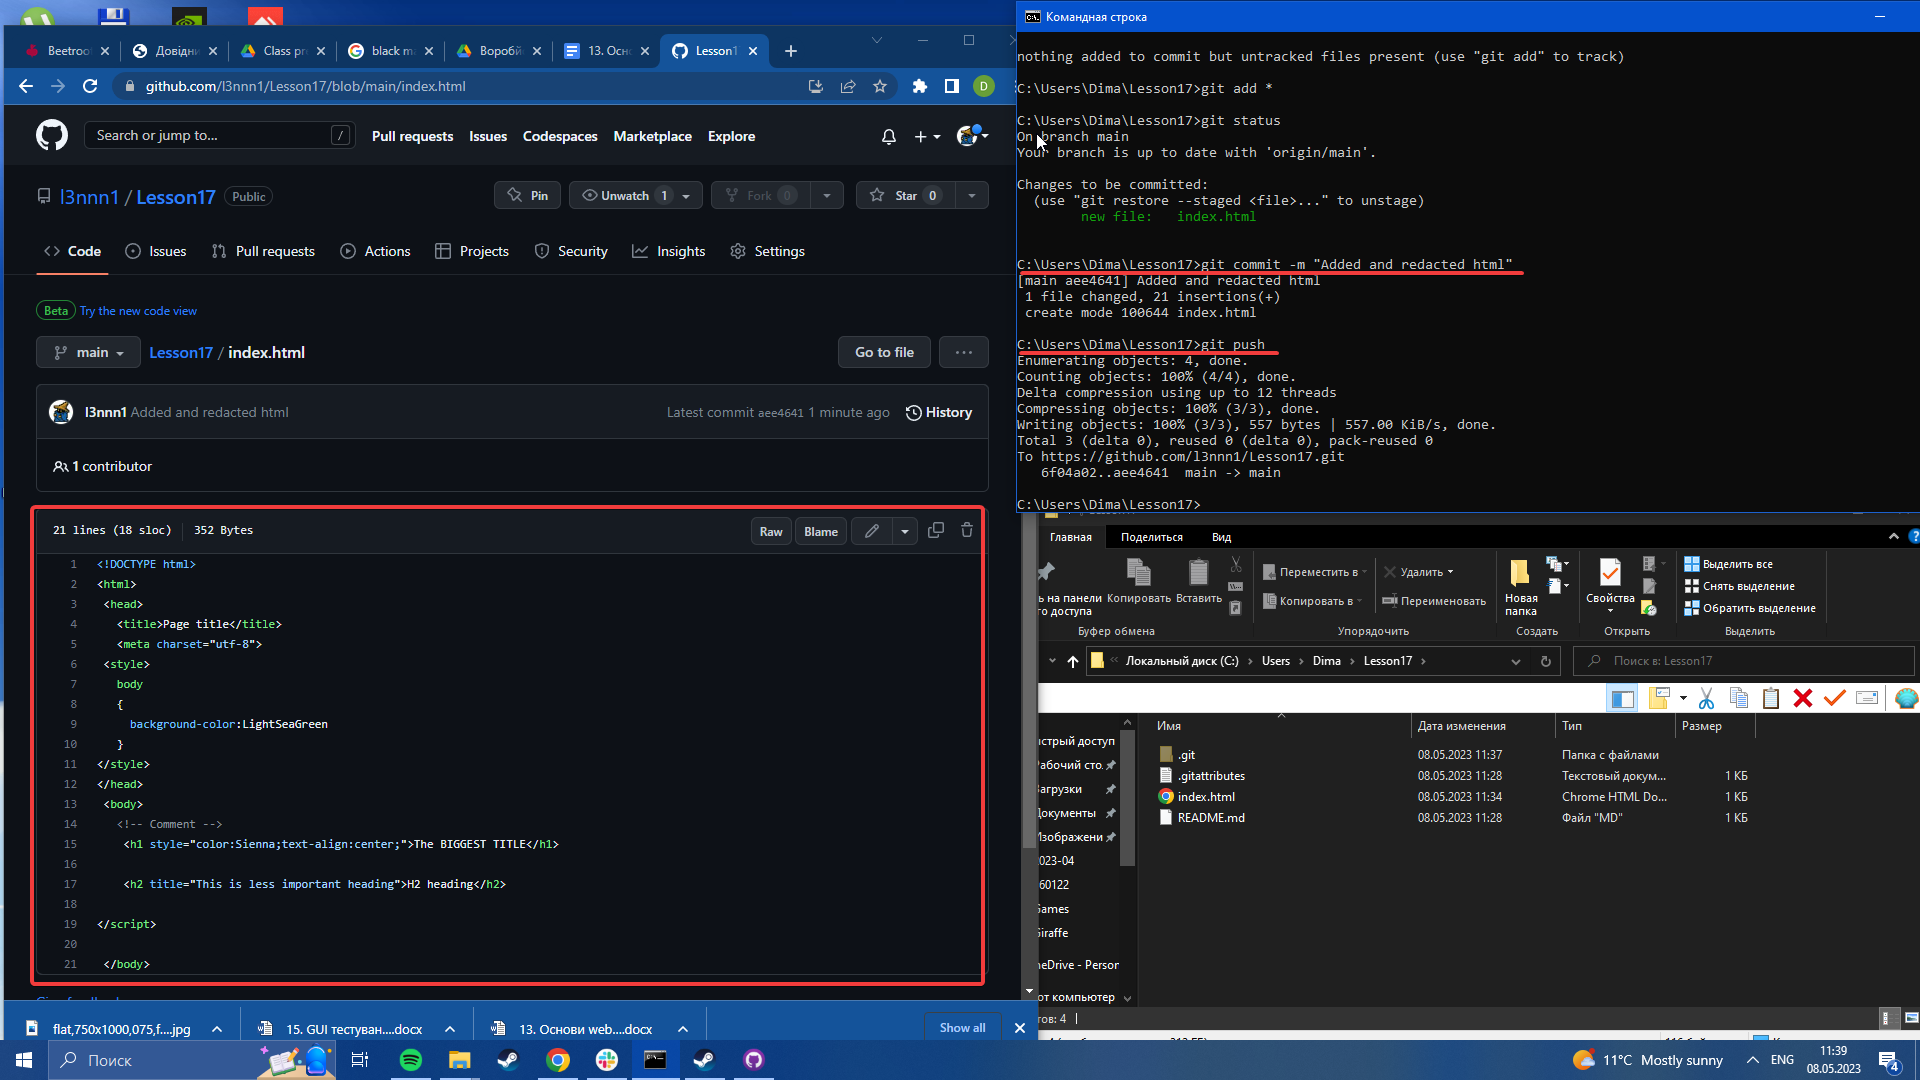 Beetroo
Довідни
Class pr
black ma
Воробй
13. Осн
Lesson1
github.com/l3nnn1/Lesson17/blob/main/index.html
D
Search or jump to...
/
Pull requests
Issues
Codespaces
Marketplace
Explore
l3nnn1 / Lesson17
Public
Pin
Unwatch 1
Fork 0
Star 0
Code
Issues
Pull requests
Actions
Projects
Security
Insights
Settings
Beta Try the new code view
main
Lesson17 / index.html
Go to file
...
l3nnn1 Added and redacted html
Latest commit aee4641 1 minute ago
History
1 contributor
21 lines (18 sloc)
352 Bytes
Raw
Blame
1 <!DOCTYPE html>
2 <html>
3 <head>
4 <title>Page title</title>
5 <meta charset="utf-8">
6 <style>
7 body
8 {
9 background-color:LightSeaGreen
10 }
11 </style>
12 </head>
13 <body>
14 <!-- Comment -->
15 <h1 style="color:Sienna;text-align:center;">The BIGGEST TITLE</h1>
16
17 <h2 title="This is less important heading">H2 heading</h2>
18
19 </script>
20
21 </body>
flat,750x1000,075,f....jpg
15. GUI тестуван....docx
13. Основи web....docx
Show all
Командная строка
nothing added to commit but untracked files present (use "git add" to track)
C:\Users\Dima\Lesson17>git add *
C:\Users\Dima\Lesson17>git status
On branch main
Your branch is up to date with 'origin/main'.
Changes to be committed:
(use "git restore --staged <file>..." to unstage)
new file: index.html
C:\Users\Dima\Lesson17>git commit -m "Added and redacted html"
[main aee4641] Added and redacted html
1 file changed, 21 insertions(+)
create mode 100644 index.html
C:\Users\Dima\Lesson17>git push
Enumerating objects: 4, done.
Counting objects: 100% (4/4), done.
Delta compression using up to 12 threads
Compressing objects: 100% (3/3), done.
Writing objects: 100% (3/3), 557 bytes | 557.00 KiB/s, done.
Total 3 (delta 0), reused 0 (delta 0), pack-reused 0
To https://github.com/l3nnn1/Lesson17.git
6f04a02..aee4641 main -> main
C:\Users\Dima\Lesson17>
Главная
Поделиться
Вид
ь на панели
го доступа
Копировать
Вставить
Переместить в
Копировать в
Удалить
Переименовать
Новая
папка
Свойства
Выделить все
Снять выделение
Обратить выделение
Буфер обмена
Упорядочить
Создать
Открыть
Выделить
Локальный диск (C:) › Users › Dima › Lesson17 ›
Поиск в: Lesson17
Имя
Дата изменения
Тип
Размер
.git 08.05.2023 11:37 Папка с файлами
.gitattributes 08.05.2023 11:28 Текстовый докум... 1 КБ
index.html 08.05.2023 11:34 Chrome HTML Do... 1 КБ
README.md 08.05.2023 11:28 Файл "MD" 1 КБ
ыстрый доступ
Рабочий сто.
Загрузки
Документы
Изображени
023-04
60122
Games
Giraffe
neDrive - Person
от компьютер
ов: 4
Поиск
11°C Mostly sunny
ENG
11:39
08.05.2023
4